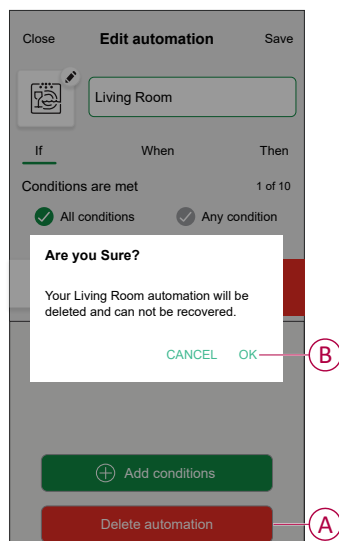 Close Edit automation Save
Living Room
If When Then
Conditions are met 1 of 10
All conditions Any condition
Are you Sure?
Your Living Room automation will be
deleted and can not be recovered.
CANCEL OK
B
Add conditions
Delete automation
A